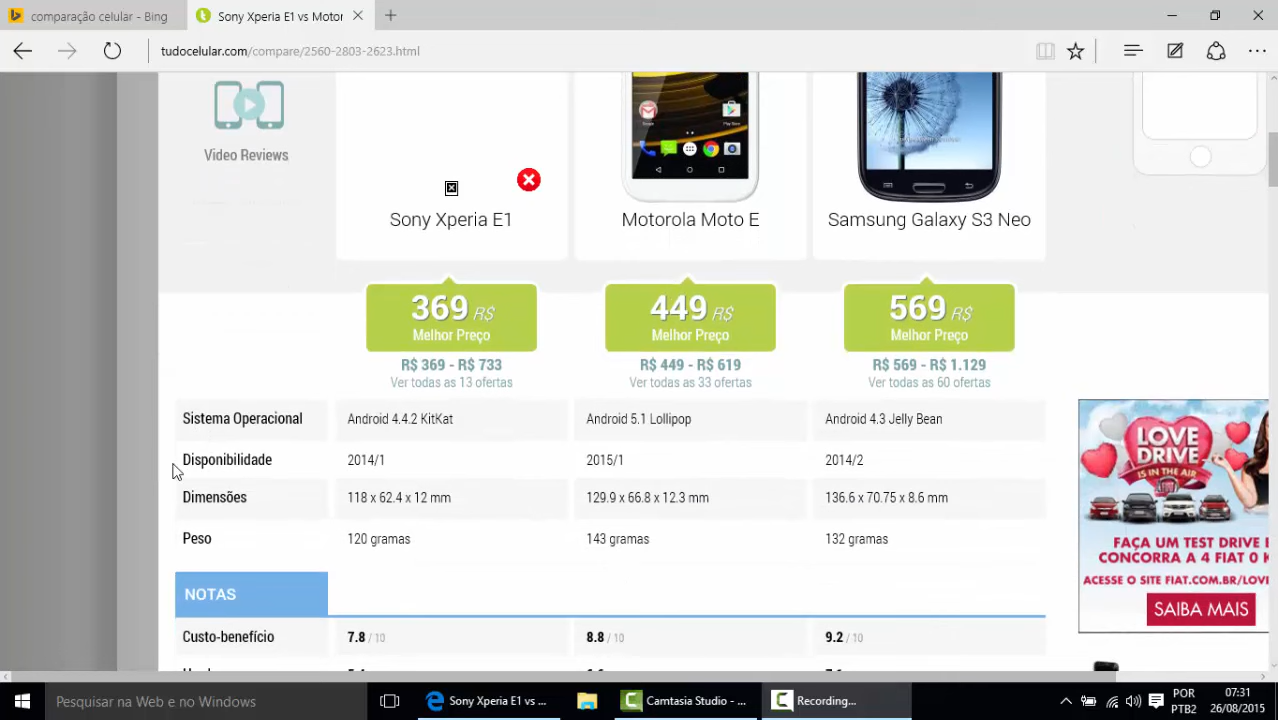 comparação celular - Bing
Sony Xperia E1 vs Motor
tudocelular.com/compare/2560-2803-2623.html
Video Reviews
Sony Xperia E1 Motorola Moto E Samsung Galaxy S3 Neo
369 R$ 449 R$ 569 R$
Melhor Preço Melhor Preço Melhor Preço
R$ 369 - R$ 733 R$ 449 - R$ 619 R$ 569 - R$ 1.129
Ver todas as 13 ofertas Ver todas as 33 ofertas Ver todas as 60 ofertas
Sistema Operacional Android 4.4.2 KitKat Android 5.1 Lollipop Android 4.3 Jelly Bean
Disponibilidade 2014/1 2015/1 2014/2
Dimensões 118 x 62.4 x 12 mm 129.9 x 66.8 x 12.3 mm 136.6 x 70.75 x 8.6 mm
Peso 120 gramas 143 gramas 132 gramas
NOTAS
Custo-benefício 7.8 / 10 8.8 / 10 9.2 / 10
LOVE
DRIVE
IS IN THE AIR
FAÇA UM TEST DRIVE
CONCORRA A 4 FIAT 0
ACESSE O SITE FIAT.COM.BR/LOV
SAIBA MAIS
Pesquisar na Web e no Windows
Sony Xperia E1 vs ...
Camtasia Studio - ...
Recording...
POR
PTB2
07:31
26/08/2015